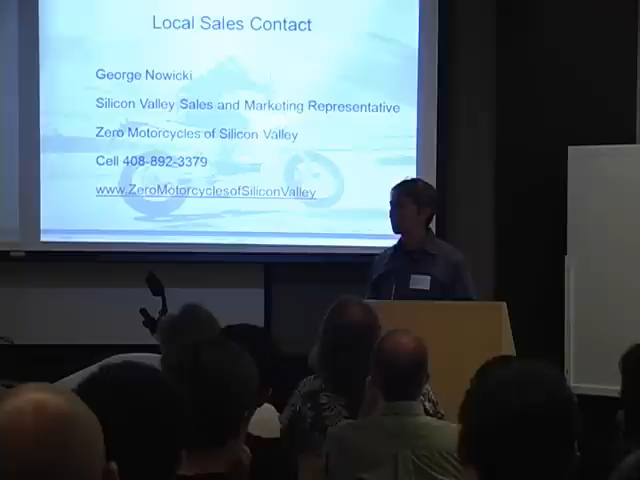 Local Sales Contact
George Nowicki
Silicon Valley Sales and Marketing Representative
Zero Motorcycles of Silicon Valley
Cell 408-892-3379
www.ZeroMotorcyclesofSiliconValley